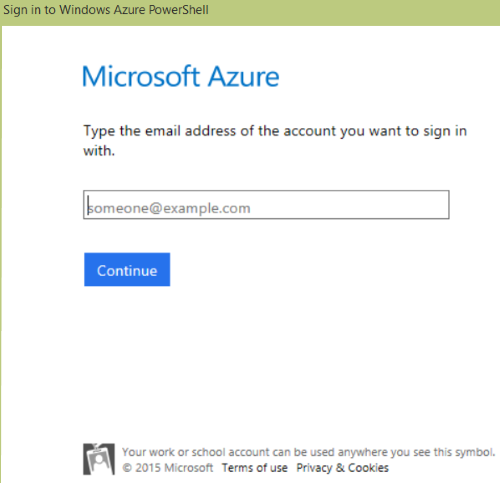 Sign in to Windows Azure PowerShell
Microsoft Azure
Type the email address of the account you want to sign in
with.
someone@example.com
Continue
Your work or school account can be used anywhere you see this symbol.
© 2015 Microsoft Terms of use Privacy & Cookies